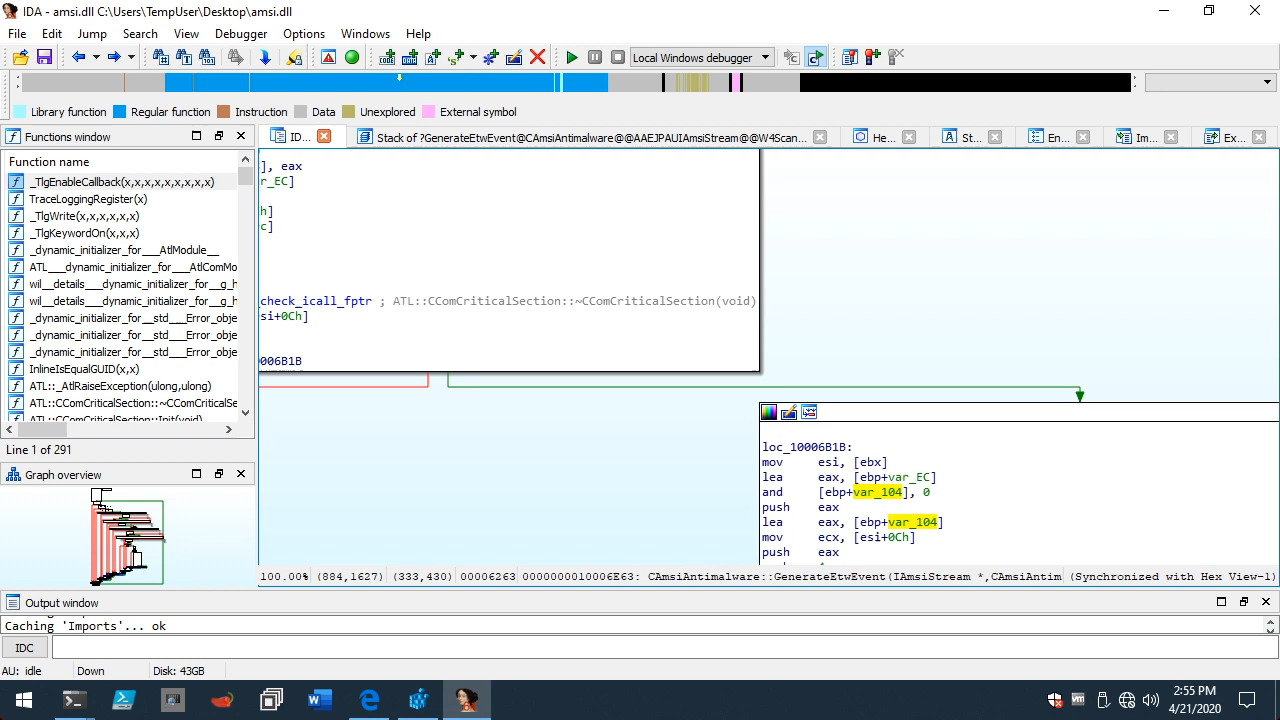 IDA - amsi.dll C:\Users\TempUser\Desktop\amsi.dll
File Edit Jump Search View Debugger Options Windows Help
Local Windows debugger
Library function Regular function Instruction Data Unexplored External symbol
Functions window
ID... Stack of ?GenerateEtwEvent@CAmsiAntimalware@@AAEJPAUIAmsiStream@@W4Scan... He... St... En... Im... Ex...
Function name
_TlgEnableCallback(x,x,x,x,x,x,x,x,x)
TraceLoggingRegister(x)
_TlgWrite(x,x,x,x,x,x)
_TlgKeywordOn(x,x,x)
_dynamic_initializer_for___AtlModule__
ATL___dynamic_initializer_for___AtlComMo
wil__details___dynamic_initializer_for__g_h
wil__details___dynamic_initializer_for__g_h
_dynamic_initializer_for__std___Error_obje
_dynamic_initializer_for__std___Error_obje
_dynamic_initializer_for__std___Error_obje
InlineIsEqualGUID(x,x)
ATL::_AtlRaiseException(ulong,ulong)
ATL::CComCriticalSection::~CComCriticalSe
ATL::CComCriticalSection::Init(void)
Line 1 of 291
], eax
r_EC]
h]
c]
_check_icall_fptr ; ATL::CComCriticalSection::~CComCriticalSection(void)
si+0Ch]
006B1B
loc_10006B1B:
mov esi, [ebx]
lea eax, [ebp+var_EC]
and [ebp+var_104], 0
push eax
lea eax, [ebp+var_104]
mov ecx, [esi+0Ch]
push eax
Graph overview
100.00% (884,1627) (333,430) 00006263 0000000010006E63: CAmsiAntimalware::GenerateEtwEvent(IAmsiStream *,CAmsiAntim (Synchronized with Hex View-1)
Output window
Caching 'Imports'... ok
IDC
AU: idle Down Disk: 43GB
2:55 PM
4/21/2020